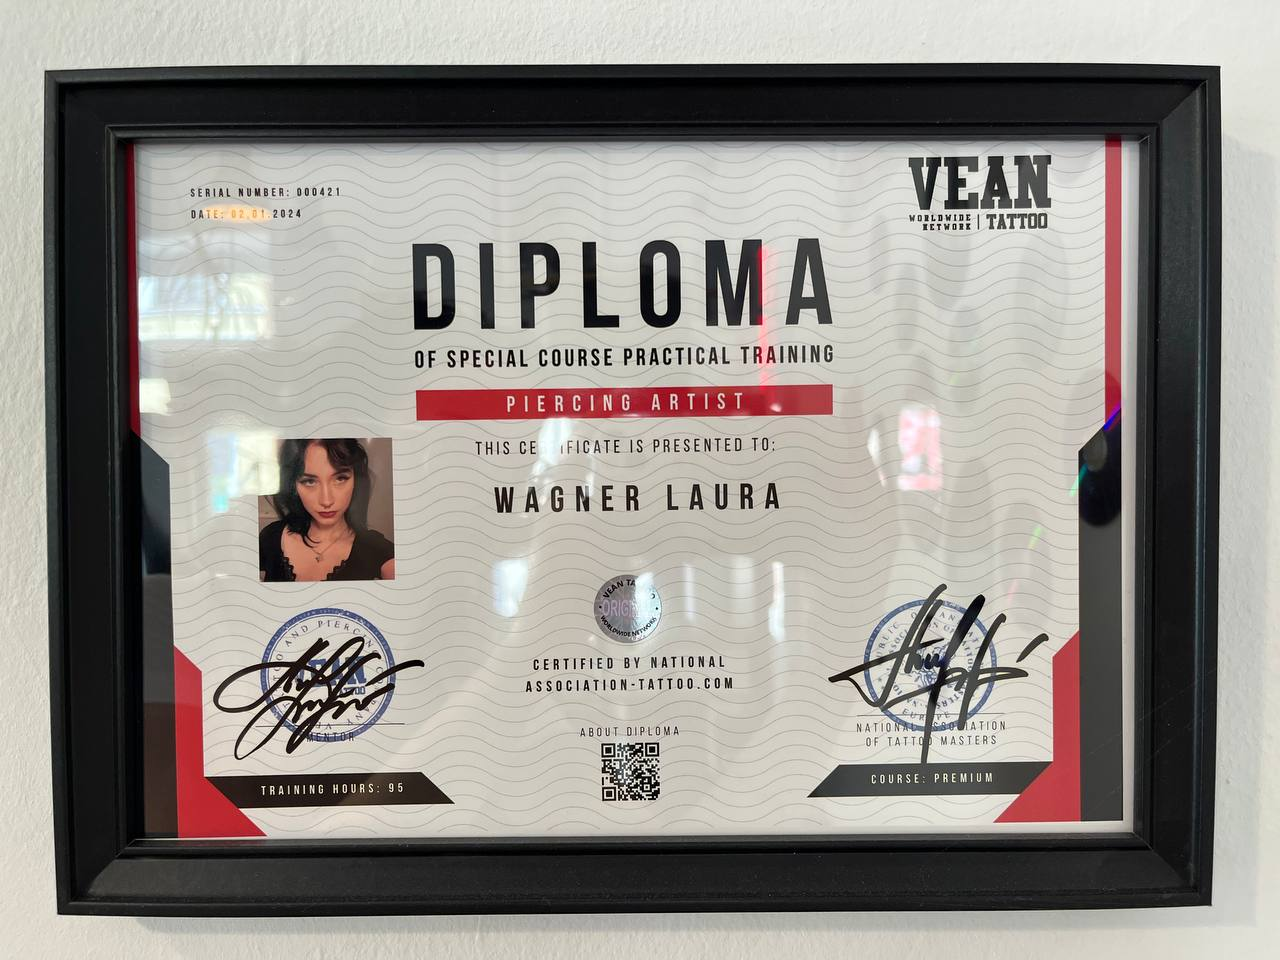 SERIAL NUMBER: 000421
DATE: 02.01.2024
VEAN
WORLDWIDE NETWORK | TATTOO
DIPLOMA
OF SPECIAL COURSE PRACTICAL TRAINING
PIERCING ARTIST
THIS CERTIFICATE IS PRESENTED TO:
WAGNER LAURA
VEAN TATTOO
ORIGINAL
WORLDWIDE NETWORK
CERTIFIED BY NATIONAL
ASSOCIATION-TATTOO.COM
MENTOR
ABOUT DIPLOMA
NATIONAL ASSOCIATION
OF TATTOO MASTERS
TRAINING HOURS: 95
COURSE: PREMIUM